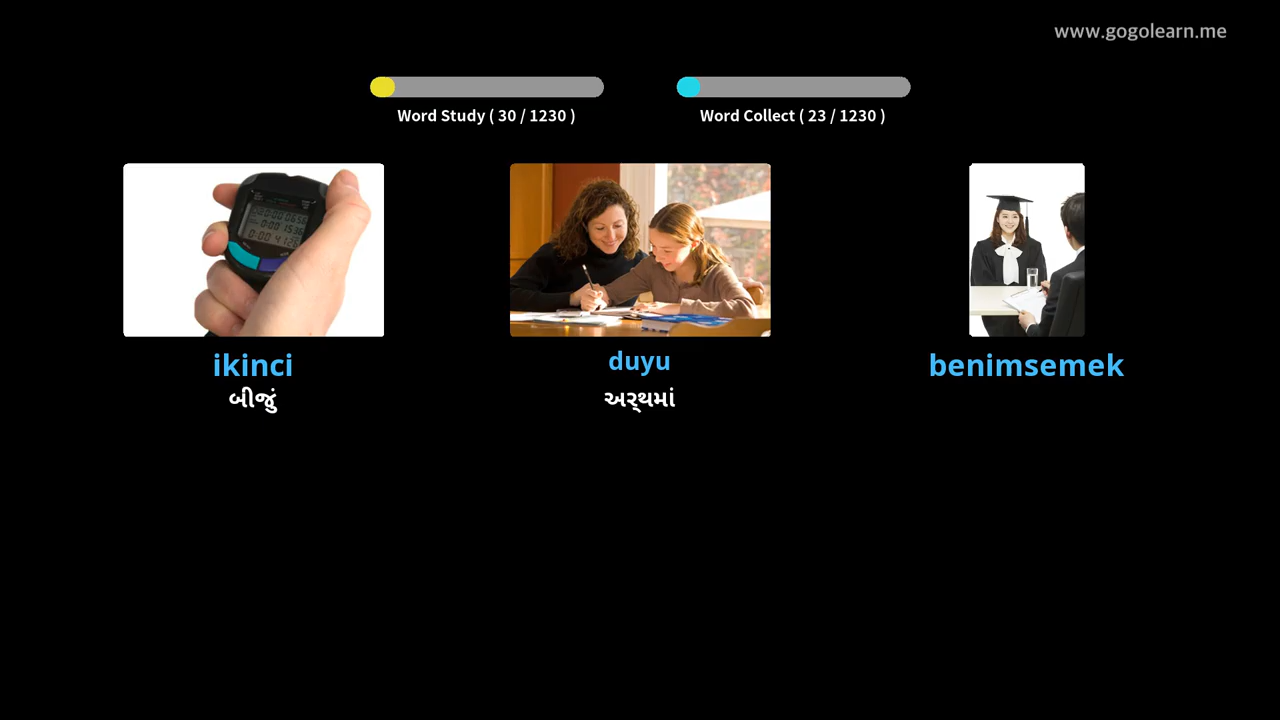 www.gogolearn.me
Word Study ( 30 / 1230 )
Word Collect ( 23 / 1230 )
ikinci
duyu
benimsemek
બીજું
અર્થમાં